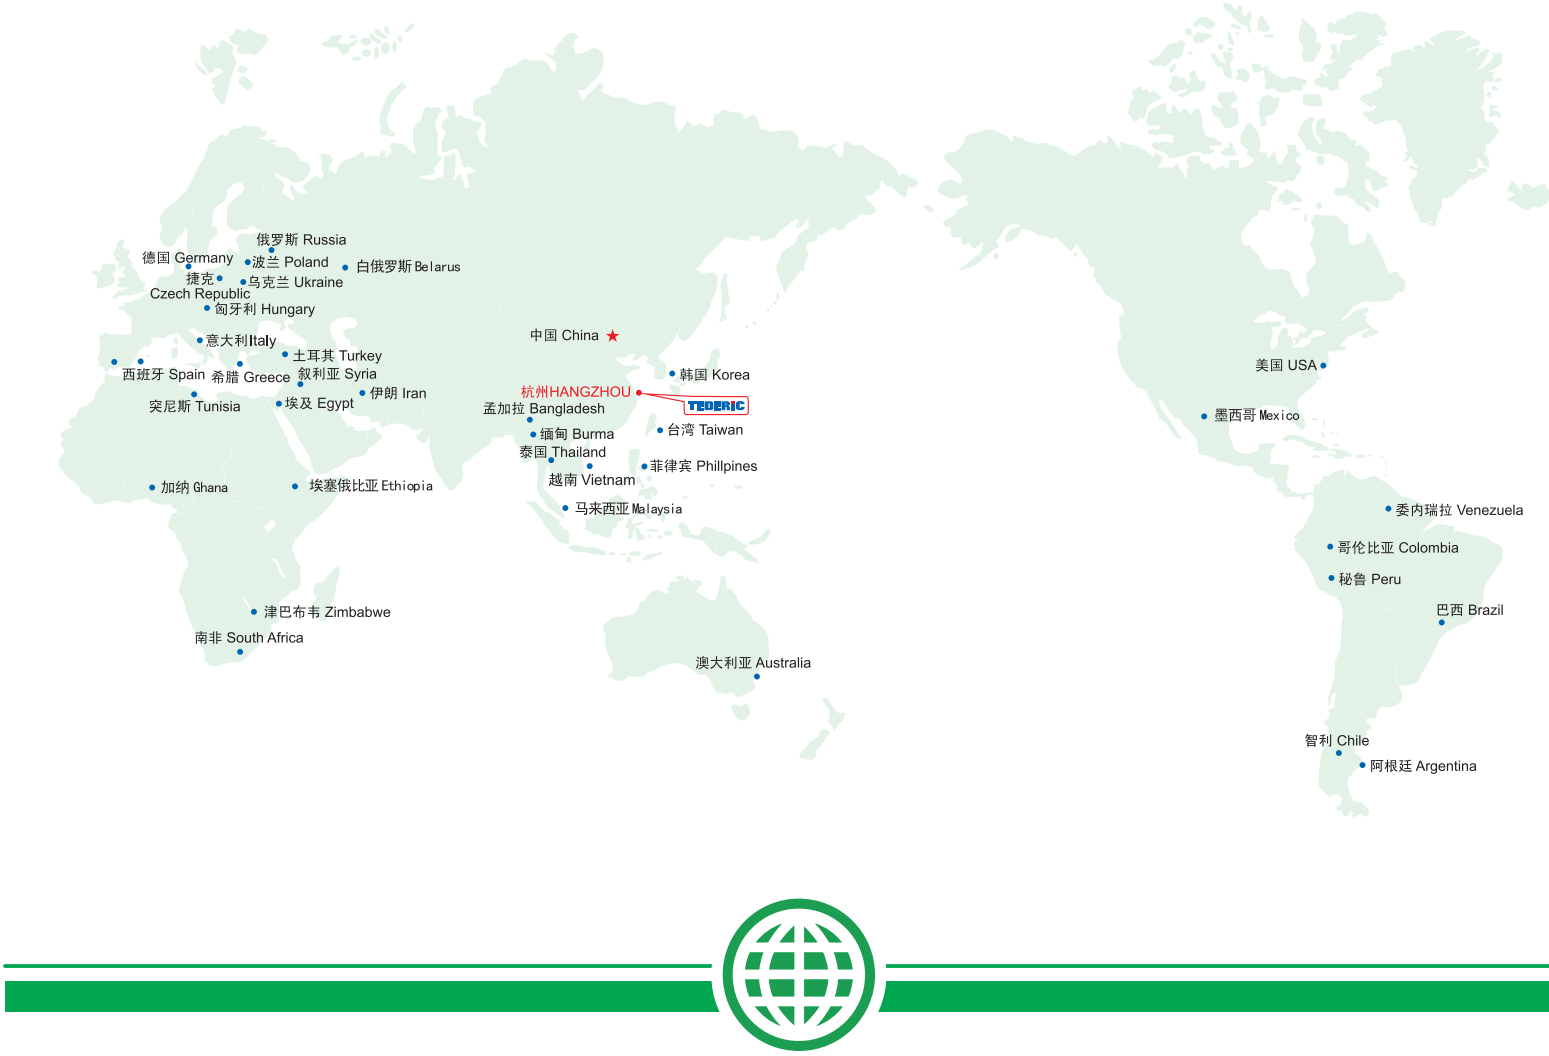 俄罗斯 Russia
德国 Germany
波兰 Poland
白俄罗斯 Belarus
捷克
Czech Republic
乌克兰 Ukraine
匈牙利 Hungary
意大利Italy
土耳其 Turkey
西班牙 Spain
希腊 Greece
叙利亚 Syria
突尼斯 Tunisia
埃及 Egypt
伊朗 Iran
中国 China
韩国 Korea
杭州HANGZHOU
TEDERIC
孟加拉 Bangladesh
缅甸 Burma
台湾 Taiwan
泰国 Thailand
菲律宾 Phillpines
越南 Vietnam
马来西亚 Malaysia
加纳 Ghana
埃塞俄比亚 Ethiopia
津巴布韦 Zimbabwe
南非 South Africa
澳大利亚 Australia
美国 USA
墨西哥 Mexico
委内瑞拉 Venezuela
哥伦比亚 Colombia
秘鲁 Peru
巴西 Brazil
智利 Chile
阿根廷 Argentina